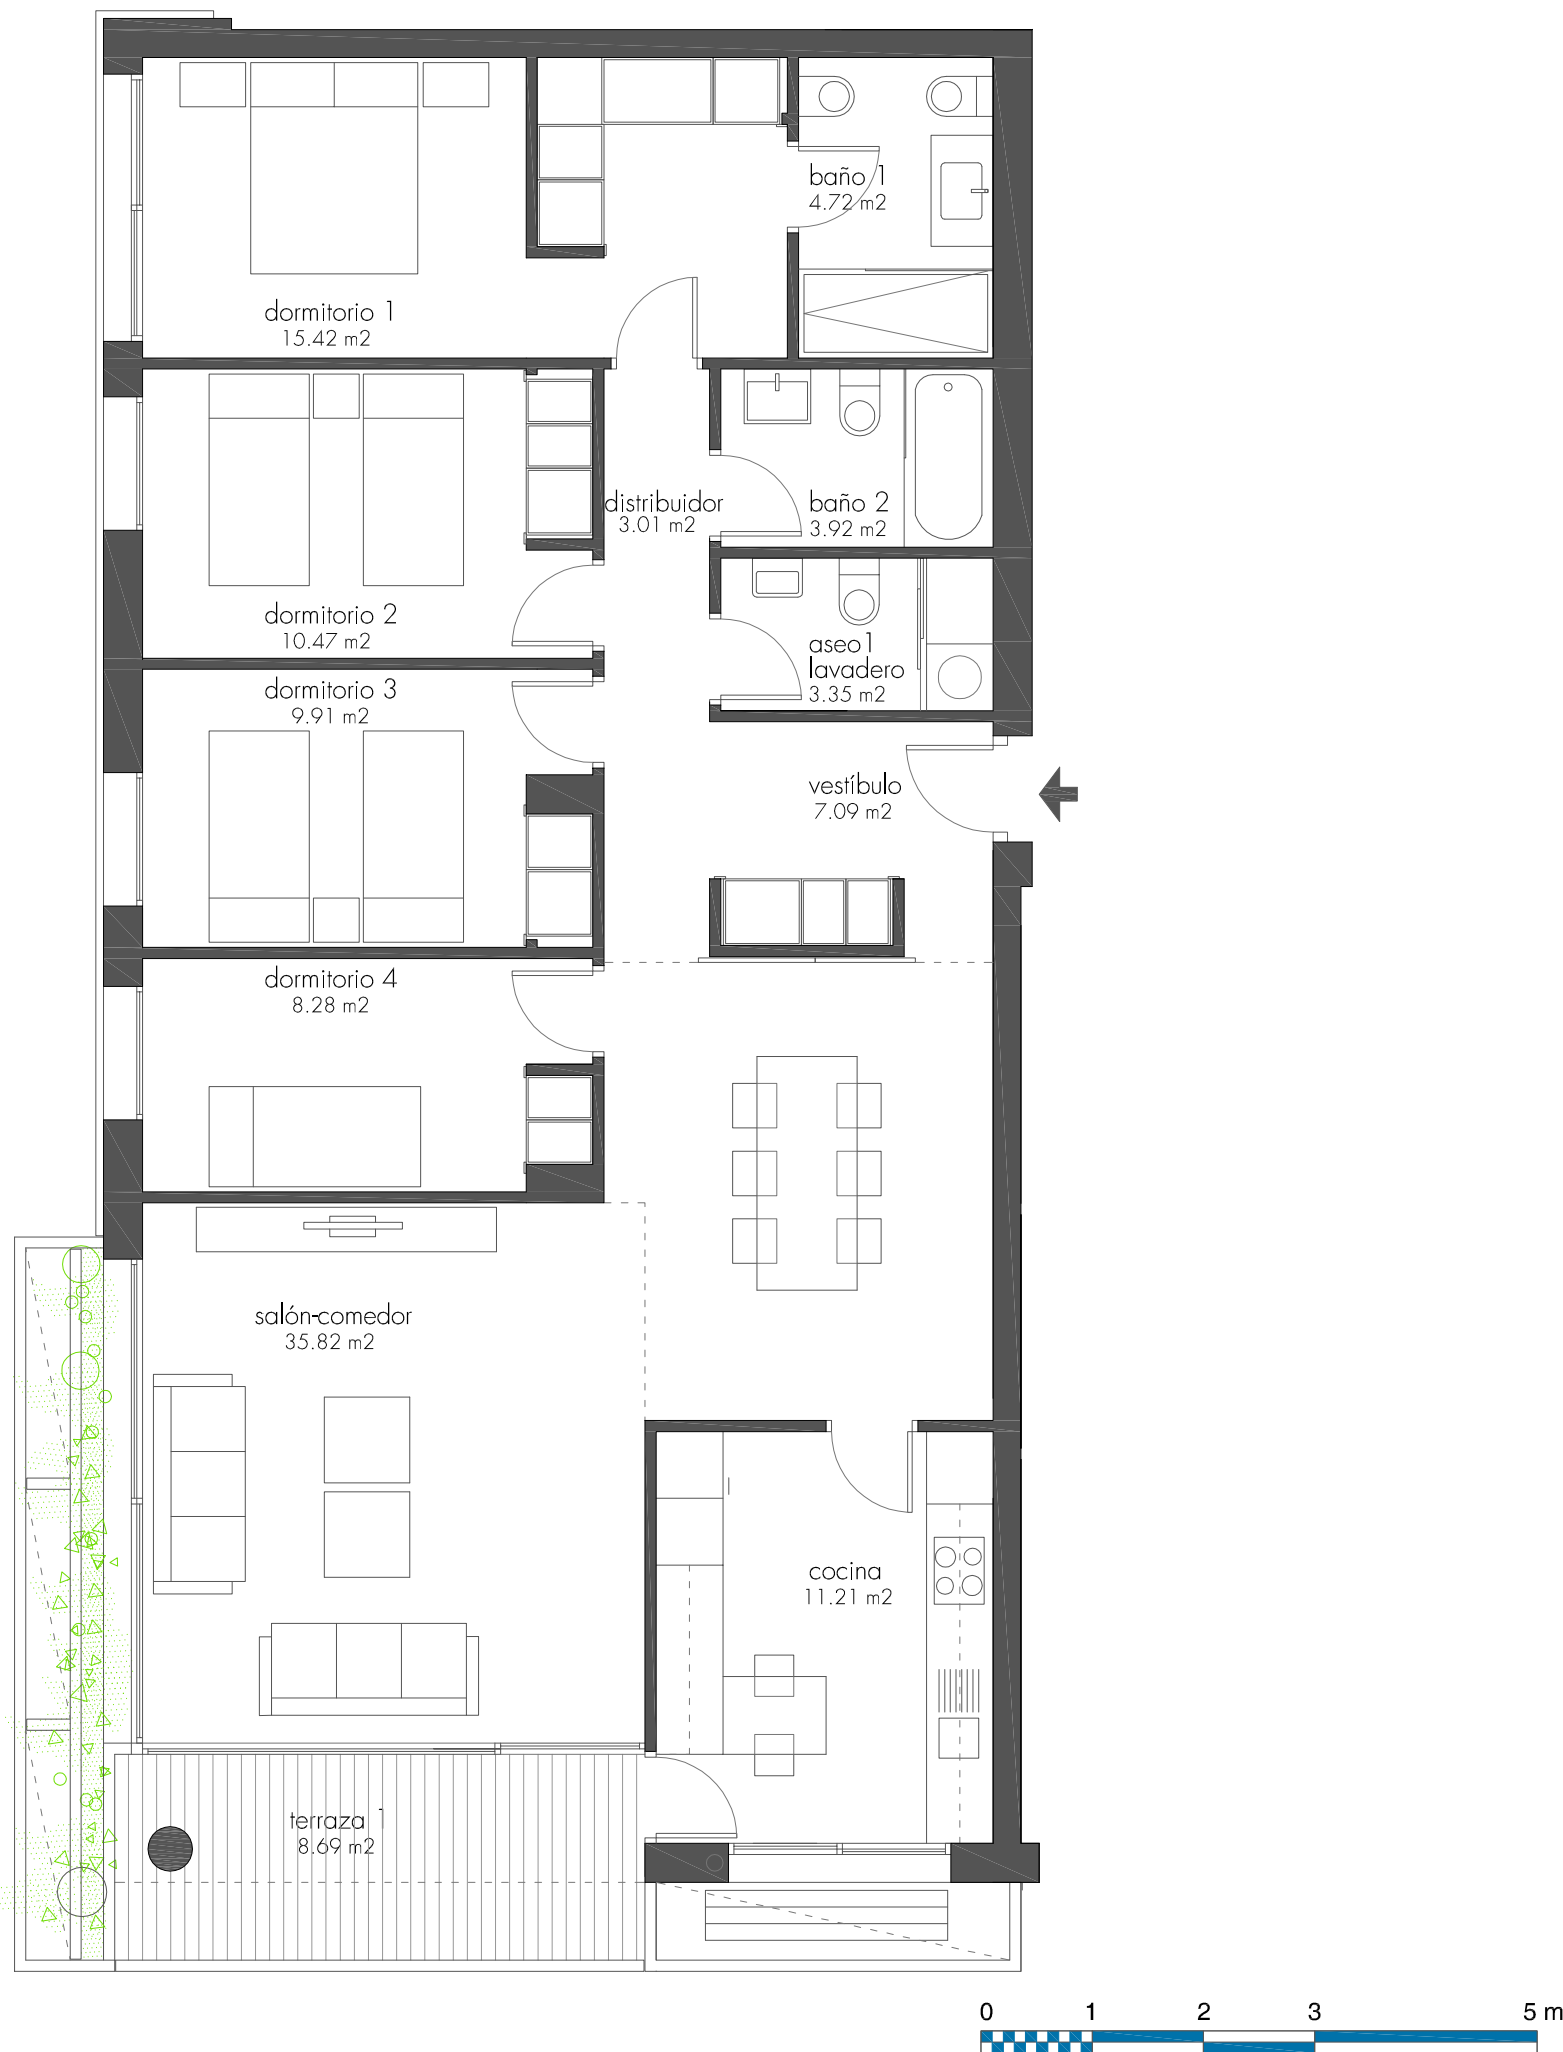 baño 1
4.72 m2
dormitorio 1
15.42 m2
distribuidor
3.01 m2
baño 2
3.92 m2
dormitorio 2
10.47 m2
aseo1
lavadero
3.35 m2
dormitorio 3
9.91 m2
vestíbulo
7.09 m2
dormitorio 4
8.28 m2
salón-comedor
35.82 m2
cocina
11.21 m2
terraza 1
8.69 m2
0 1 2 3 5 m